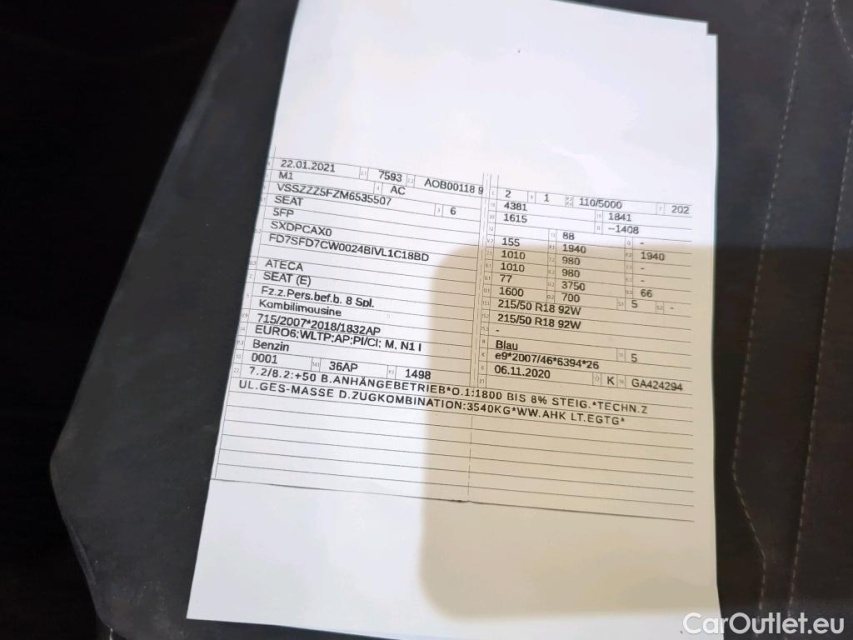 22.01.2021 7593 AOB00118 9
M1 AC
VSSZZZ5FZM6535507 6
SEAT
5FP
SXDPCAX0
FD7SFD7CW0024BIVL1C18BD
ATECA
SEAT (E)
Fz.z.Pers.bef.b. 8 Spl.
Kombilimousine
715/2007*2018/1832AP
EURO6;WLTP;AP;PI/CI; M, N1 I
Benzin
0001 36AP 1498
2 1 110/5000 202
4381 1841
1615 --1408
88 -
155 1940 1940
1010 980 -
1010 980 -
77 3750 66
1600 700 5 -
215/50 R18 92W
215/50 R18 92W
-
Blau 5
e9*2007/46*6394*26
06.11.2020 K GA424294
7.2/8.2:+50 B.ANHÄNGEBETRIEB*O.1:1800 BIS 8% STEIG.*TECHN.Z
UL.GES-MASSE D.ZUGKOMBINATION:3540KG*WW.AHK LT.EGTG*
CarOutlet.eu